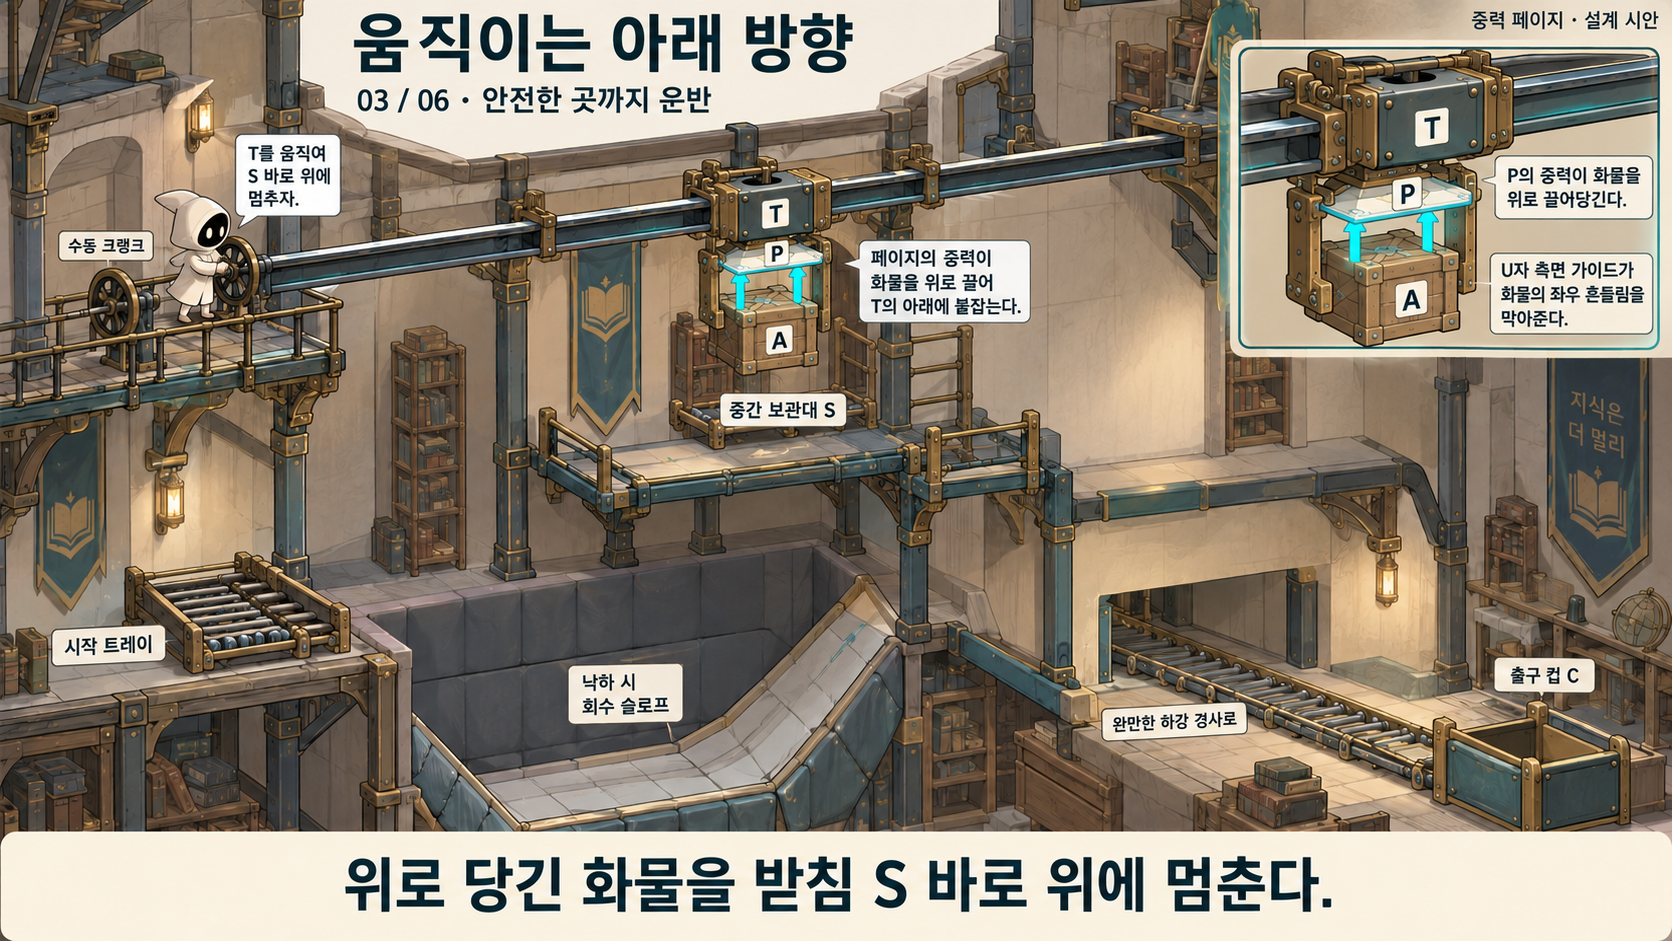 움직이는 아래 방향
03 / 06 · 안전한 곳까지 운반
중력 페이지 · 설계 시안
T를 움직여
S 바로 위에
멈추자.
수동 크랭크
T
P
A
페이지의 중력이
화물을 위로 끌어
T의 아래에 붙잡는다.
중간 보관대 S
T
P
A
P의 중력이 화물을
위로 끌어당긴다.
U자 측면 가이드가
화물의 좌우 흔들림을
막아준다.
지식은
더 멀리
시작 트레이
낙하 시
회수 슬로프
완만한 하강 경사로
출구 컵 C
위로 당긴 화물을 받침 S 바로 위에 멈춘다.